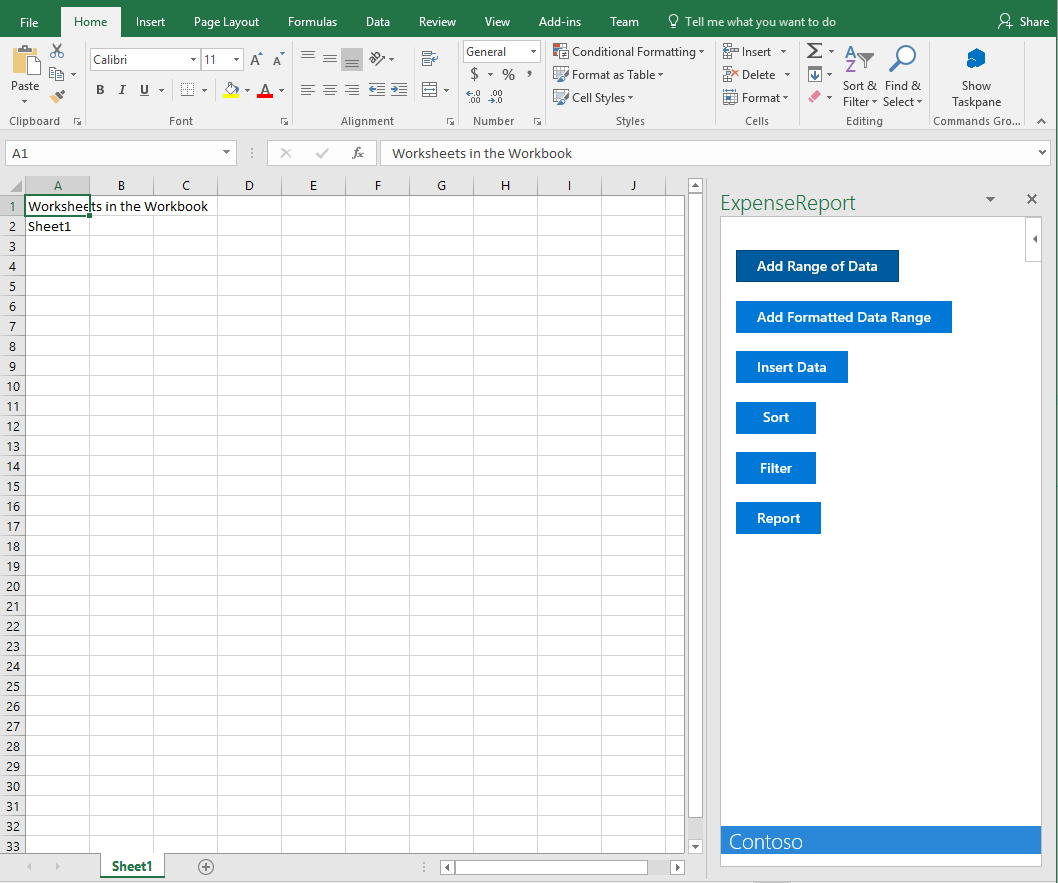 File Home Insert Page Layout Formulas Data Review View Add-ins Team Tell me what you want to do Share
Calibri 11 General Conditional Formatting Insert
Paste B I U A $ % , Format as Table Delete Sort & Filter Find & Select Show Taskpane
Cell Styles Format
Clipboard Font Alignment Number Styles Cells Editing Commands Gro...
A1 fx Worksheets in the Workbook
A B C D E F G H I J
1 Worksheets in the Workbook
2 Sheet1
3
4
5
6
7
8
9
10
11
12
13
14
15
16
17
18
19
20
21
22
23
24
25
26
27
28
29
30
31
32
33
Sheet1
ExpenseReport
Add Range of Data
Add Formatted Data Range
Insert Data
Sort
Filter
Report
Contoso